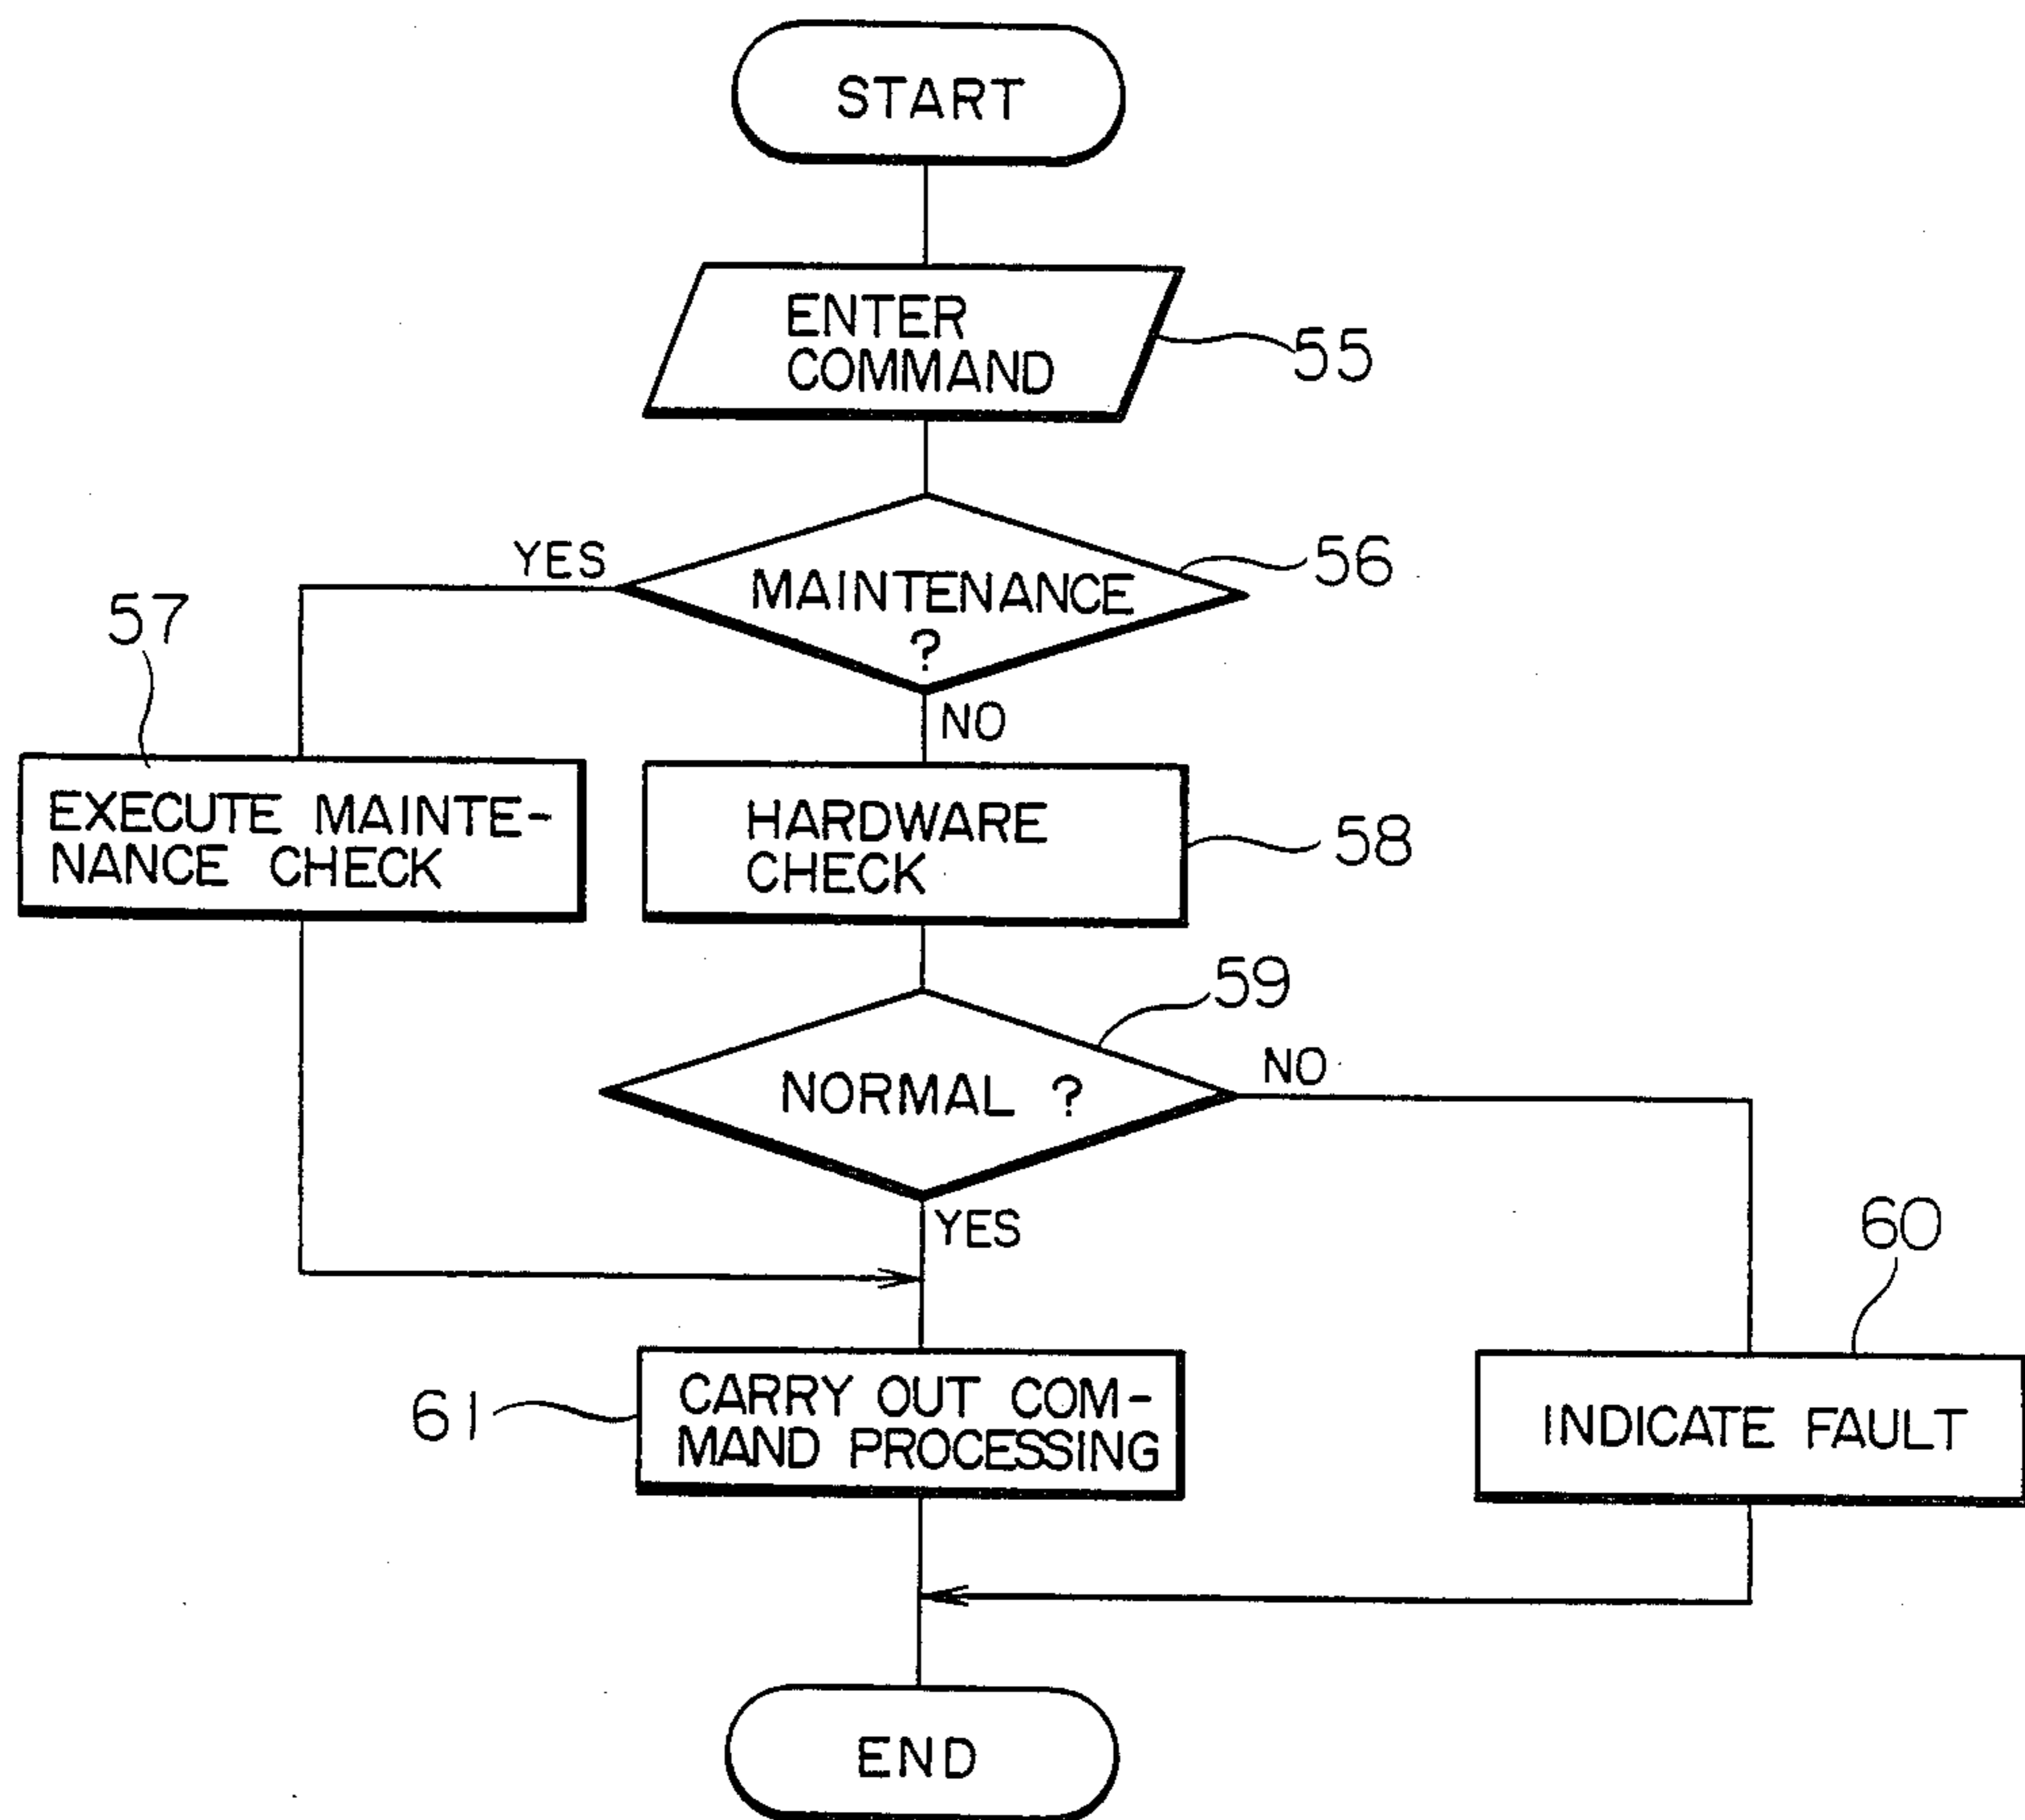 START
ENTER
COMMAND
55
YES
MAINTENANCE
?
56
57
NO
EXECUTE MAINTE-
NANCE CHECK
HARDWARE
CHECK
58
59
NORMAL ?
NO
YES
60
61
CARRY OUT COM-
MAND PROCESSING
INDICATE FAULT
END